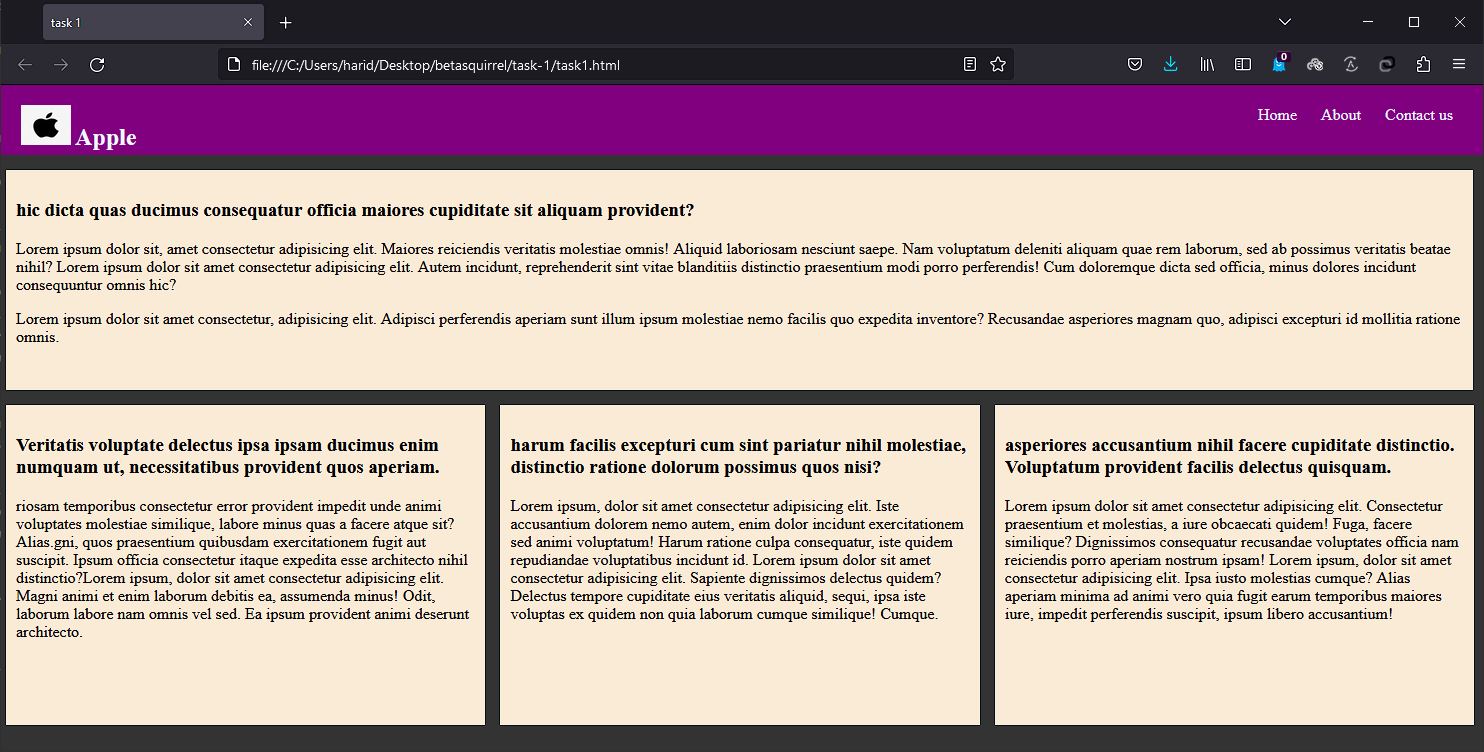 task 1
file:///C:/Users/harid/Desktop/betasquirrel/task-1/task1.html
0
Apple
Home About Contact us
hic dicta quas ducimus consequatur officia maiores cupiditate sit aliquam provident?
Lorem ipsum dolor sit, amet consectetur adipisicing elit. Maiores reiciendis veritatis molestiae omnis! Aliquid laboriosam nesciunt saepe. Nam voluptatum deleniti aliquam quae rem laborum, sed ab possimus veritatis beatae
nihil? Lorem ipsum dolor sit amet consectetur adipisicing elit. Autem incidunt, reprehenderit sint vitae blanditiis distinctio praesentium modi porro perferendis! Cum doloremque dicta sed officia, minus dolores incidunt
consequuntur omnis hic?
Lorem ipsum dolor sit amet consectetur, adipisicing elit. Adipisci perferendis aperiam sunt illum ipsum molestiae nemo facilis quo expedita inventore? Recusandae asperiores magnam quo, adipisci excepturi id mollitia ratione
omnis.
Veritatis voluptate delectus ipsa ipsam ducimus enim
numquam ut, necessitatibus provident quos aperiam.
riosam temporibus consectetur error provident impedit unde animi
voluptates molestiae similique, labore minus quas a facere atque sit?
Alias.gni, quos praesentium quibusdam exercitationem fugit aut
suscipit. Ipsum officia consectetur itaque expedita esse architecto nihil
distinctio?Lorem ipsum, dolor sit amet consectetur adipisicing elit.
Magni animi et enim laborum debitis ea, assumenda minus! Odit,
laborum labore nam omnis vel sed. Ea ipsum provident animi deserunt
architecto.
harum facilis excepturi cum sint pariatur nihil molestiae,
distinctio ratione dolorum possimus quos nisi?
Lorem ipsum, dolor sit amet consectetur adipisicing elit. Iste
accusantium dolorem nemo autem, enim dolor incidunt exercitationem
sed animi voluptatum! Harum ratione culpa consequatur, iste quidem
repudiandae voluptatibus incidunt id. Lorem ipsum dolor sit amet
consectetur adipisicing elit. Sapiente dignissimos delectus quidem?
Delectus tempore cupiditate eius veritatis aliquid, sequi, ipsa iste
voluptas ex quidem non quia laborum cumque similique! Cumque.
asperiores accusantium nihil facere cupiditate distinctio.
Voluptatum provident facilis delectus quisquam.
Lorem ipsum dolor sit amet consectetur adipisicing elit. Consectetur
praesentium et molestias, a iure obcaecati quidem! Fuga, facere
similique? Dignissimos consequatur recusandae voluptates officia nam
reiciendis porro aperiam nostrum ipsam! Lorem ipsum, dolor sit amet
consectetur adipisicing elit. Ipsa iusto molestias cumque? Alias
aperiam minima ad animi vero quia fugit earum temporibus maiores
iure, impedit perferendis suscipit, ipsum libero accusantium!